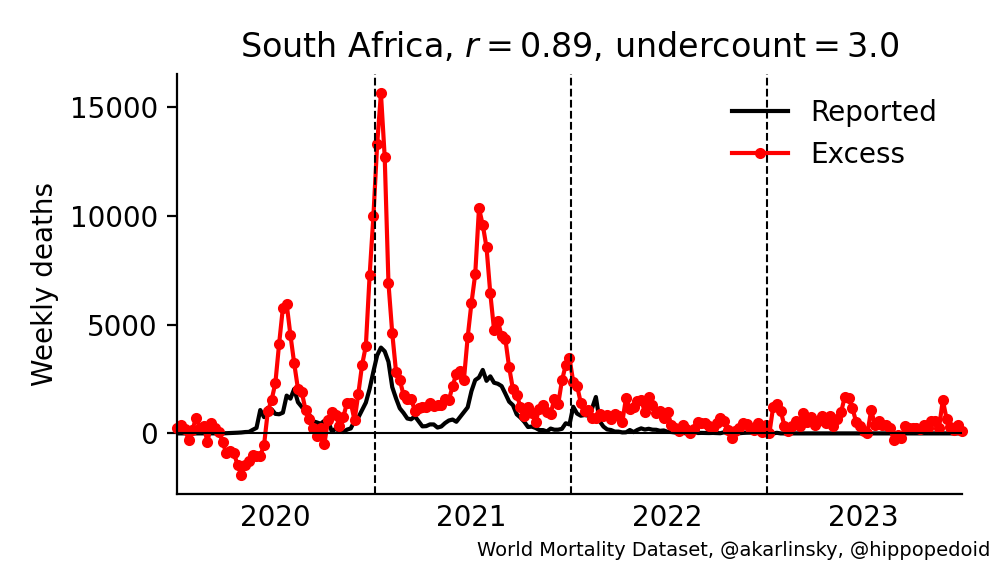 South Africa, r = 0.89, undercount = 3.0
15000
10000
5000
0
Weekly deaths
Reported
Excess
2020 2021 2022 2023
World Mortality Dataset, @akarlinsky, @hippopedoid